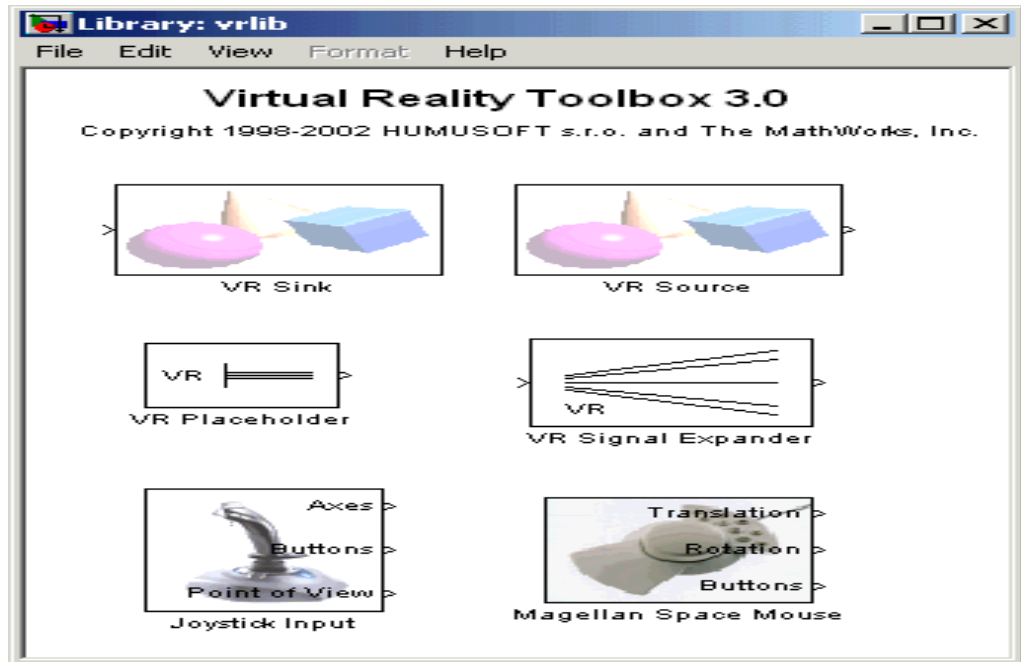 Library: vrlib
File Edit View Format Help
Virtual Reality Toolbox 3.0
Copyright 1998-2002 HUMUSOFT s.r.o. and The MathWorks, Inc.
VR Sink
VR Source
VR
VR Placeholder
VR
VR Signal Expander
Axes
Buttons
Point of View
Joystick Input
Translation
Rotation
Buttons
Magellan Space Mouse